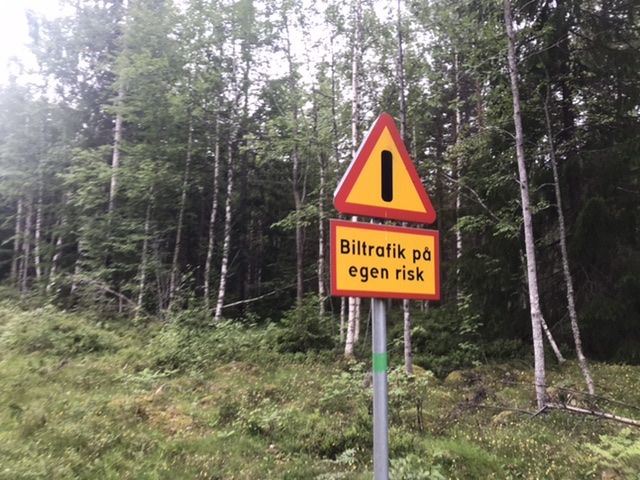 Biltrafik på
egen risk